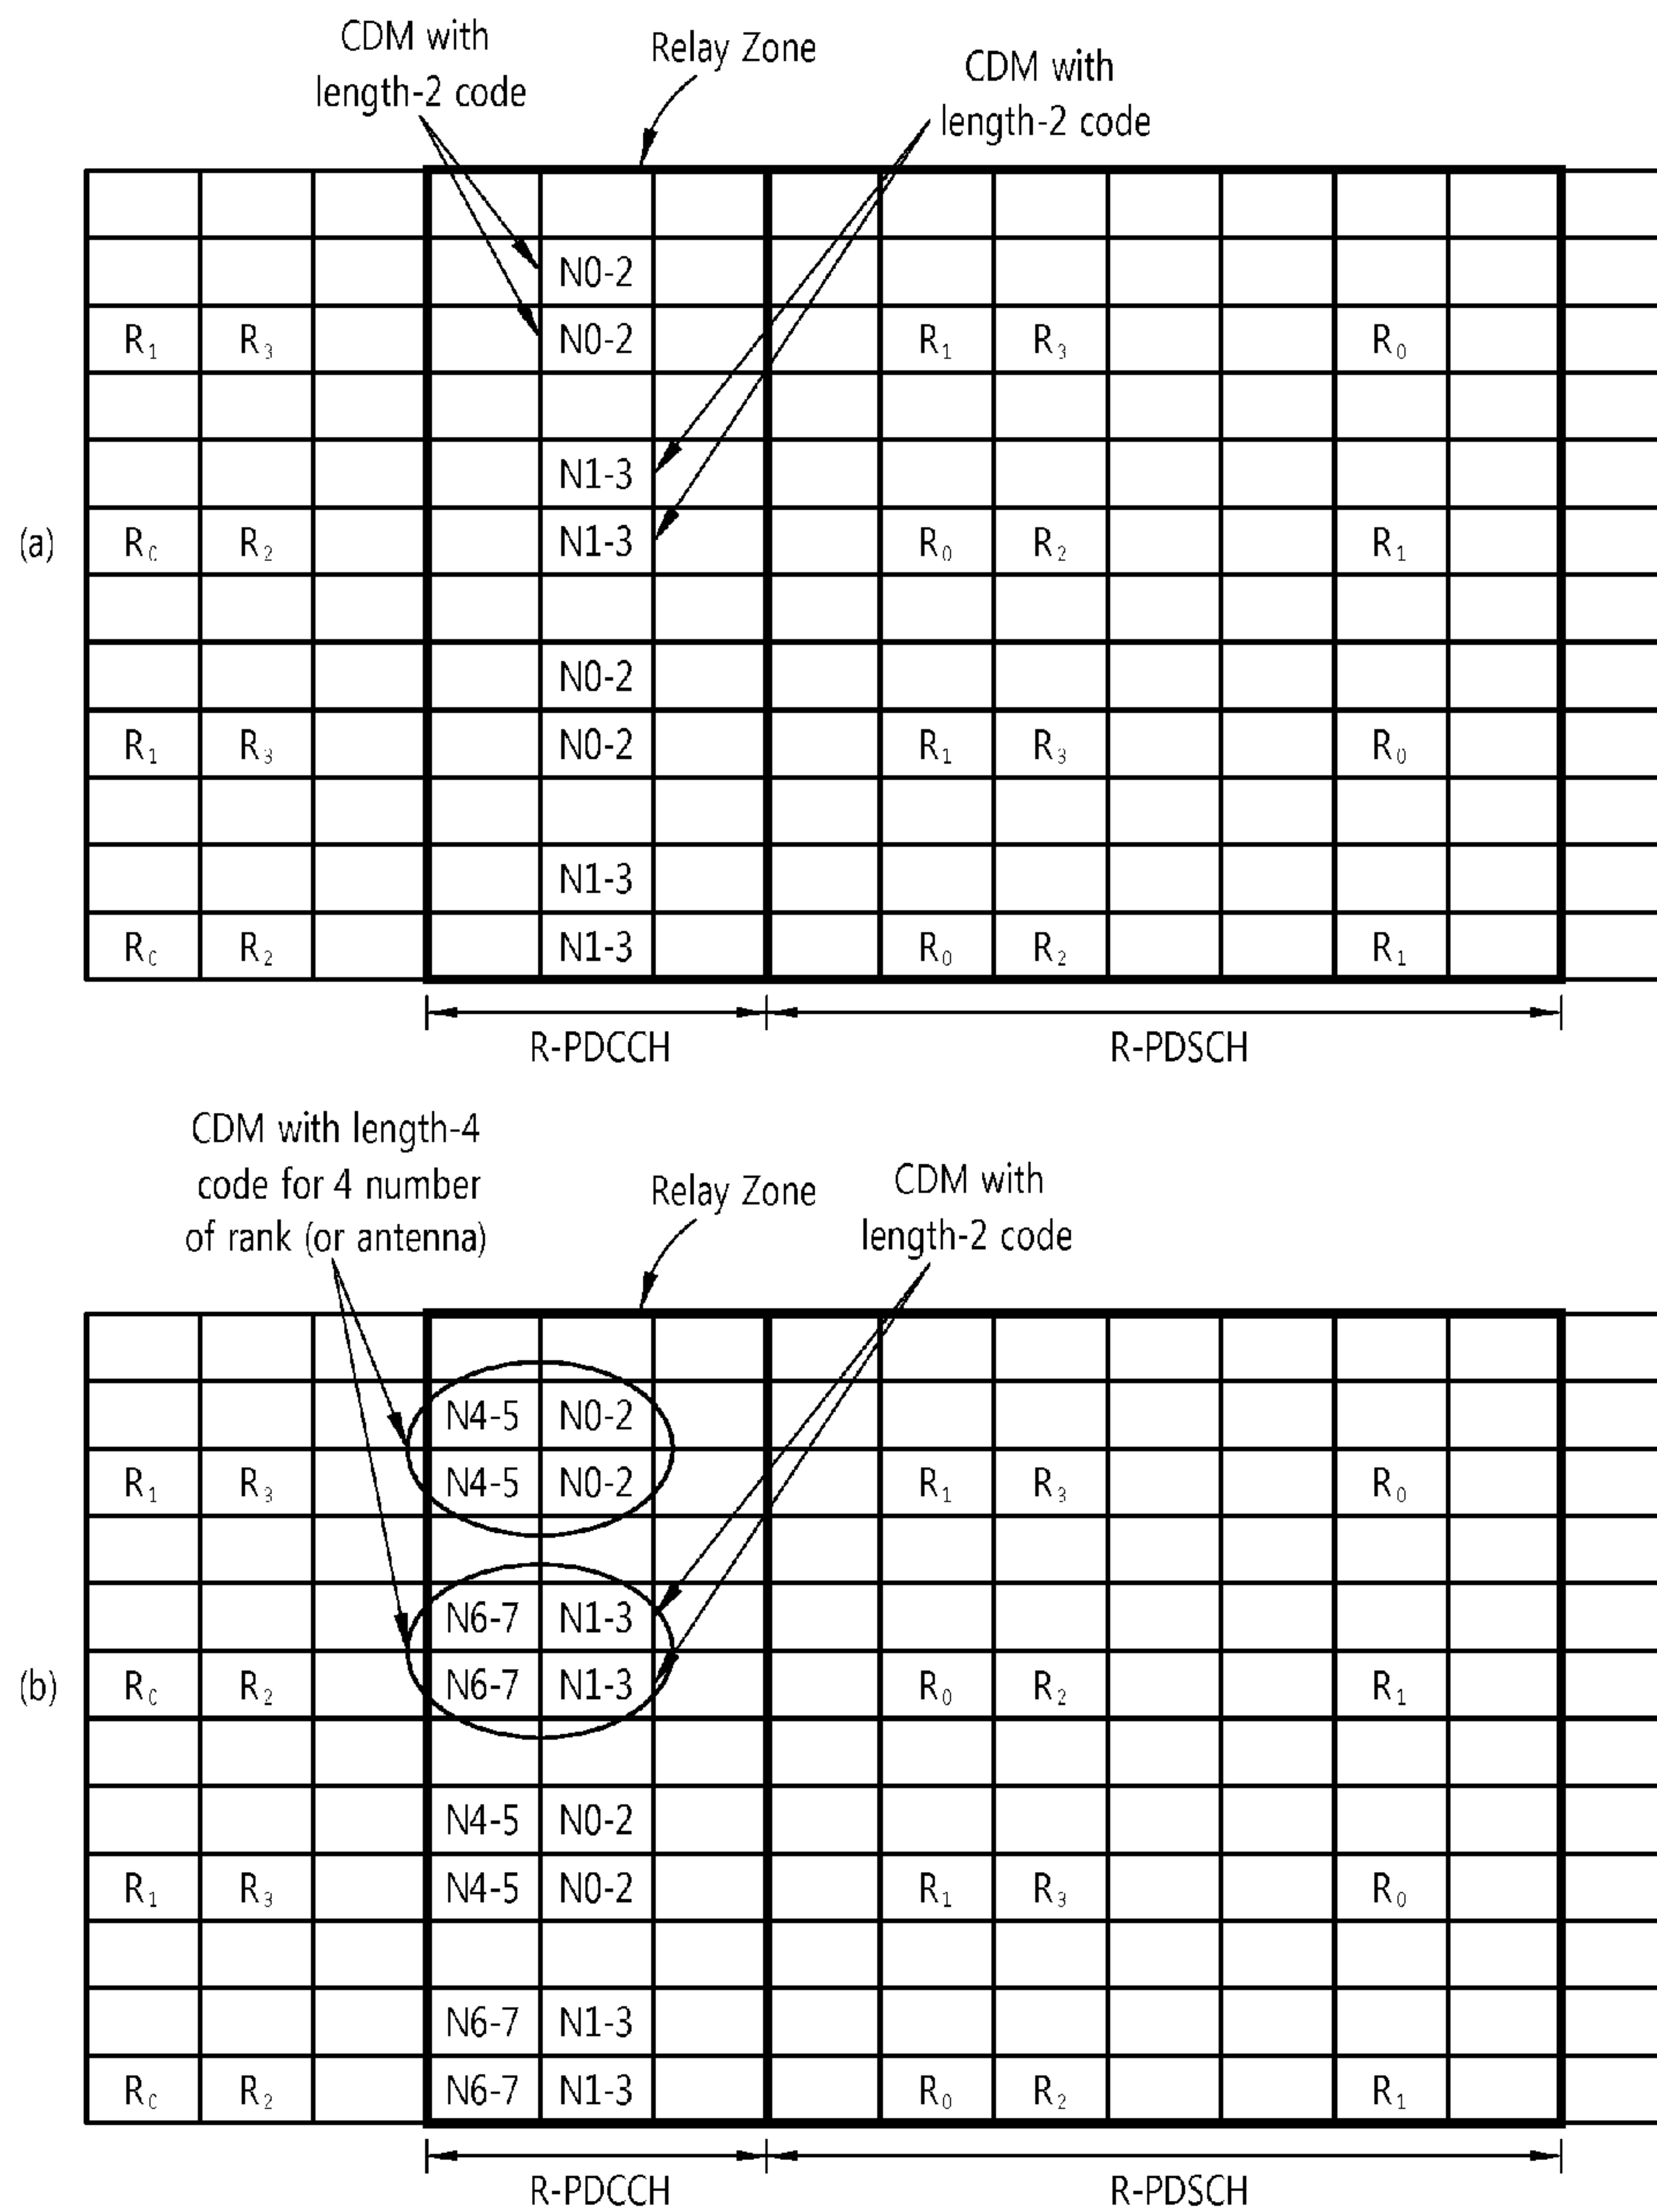 CDM with
length-2 code
Relay Zone
CDM with
length-2 code
(a)
N0-2
R₁ R₃ N0-2 R₁ R₃ R₀
N1-3
R_C R₂ N1-3 R₀ R₂ R₁
N0-2
R₁ R₃ N0-2 R₁ R₃ R₀
N1-3
R_C R₂ N1-3 R₀ R₂ R₁
R-PDCCH R-PDSCH
CDM with length-4
code for 4 number
of rank (or antenna)
Relay Zone
CDM with
length-2 code
(b)
N4-5 N0-2
R₁ R₃ N4-5 N0-2 R₁ R₃ R₀
N6-7 N1-3
R_C R₂ N6-7 N1-3 R₀ R₂ R₁
N4-5 N0-2
R₁ R₃ N4-5 N0-2 R₁ R₃ R₀
N6-7 N1-3
R_C R₂ N6-7 N1-3 R₀ R₂ R₁
R-PDCCH R-PDSCH